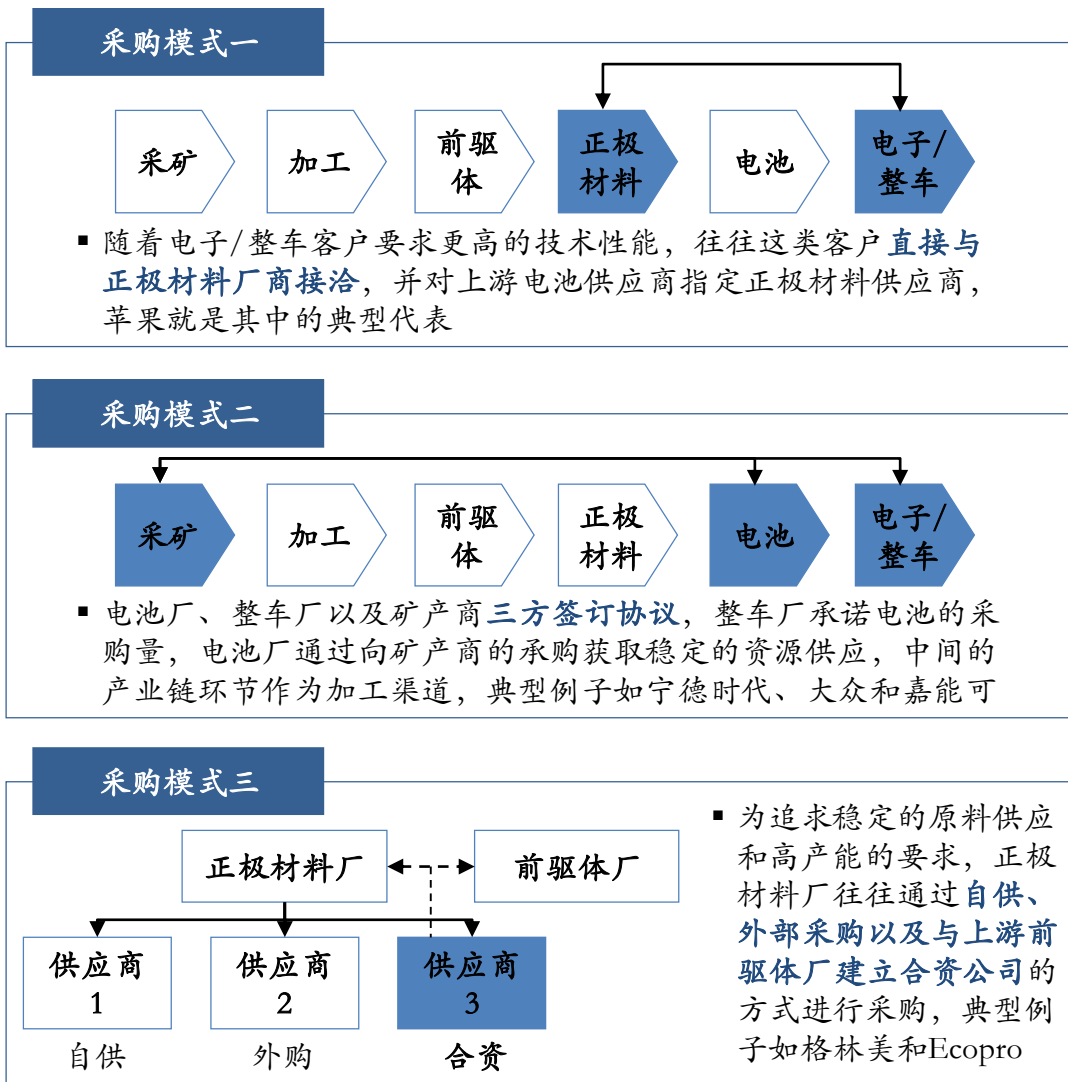 采购模式一
采矿
加工
前驱
体
正极
材料
电池
电子/
整车
▪ 随着电子/整车客户要求更高的技术性能，往往这类客户直接与
正极材料厂商接洽，并对上游电池供应商指定正极材料供应商，
苹果就是其中的典型代表
采购模式二
采矿
加工
前驱
体
正极
材料
电池
电子/
整车
▪ 电池厂、整车厂以及矿产商三方签订协议，整车厂承诺电池的采
购量，电池厂通过向矿产商的承购获取稳定的资源供应，中间的
产业链环节作为加工渠道，典型例子如宁德时代、大众和嘉能可
采购模式三
正极材料厂
前驱体厂
供应商
1
供应商
2
供应商
3
自供
外购
合资
▪ 为追求稳定的原料供应
和高产能的要求，正极
材料厂往往通过自供、
外部采购以及与上游前
驱体厂建立合资公司的
方式进行采购，典型例
子如格林美和Ecopro